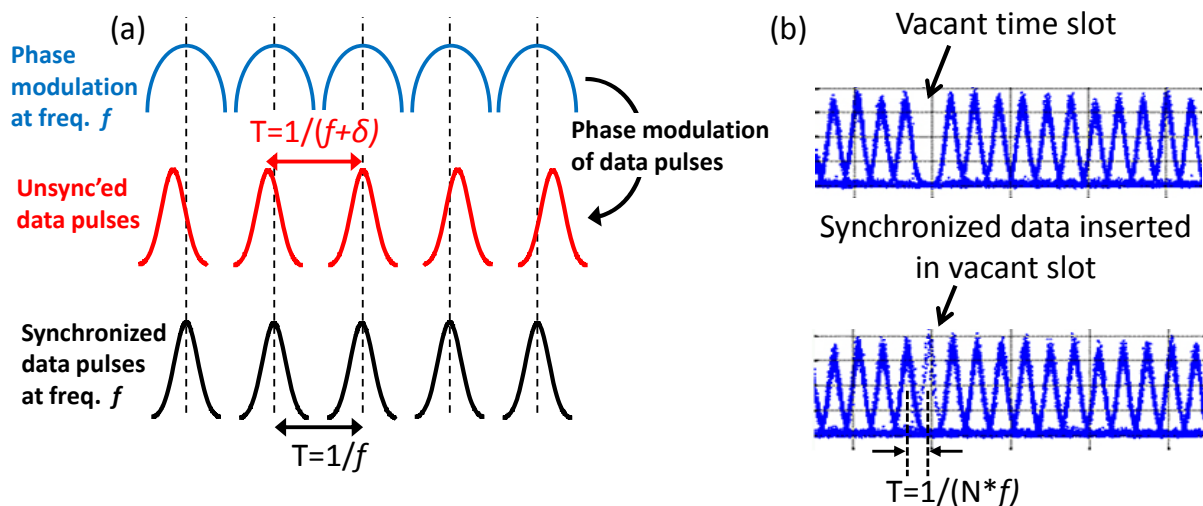 (a)
Phase
modulation
at freq. f
T=1/(f+δ)
Phase modulation
of data pulses
Unsync'ed
data pulses
Synchronized
data pulses
at freq. f
T=1/f
(b)
Vacant time slot
Synchronized data inserted
in vacant slot
T=1/(N*f)